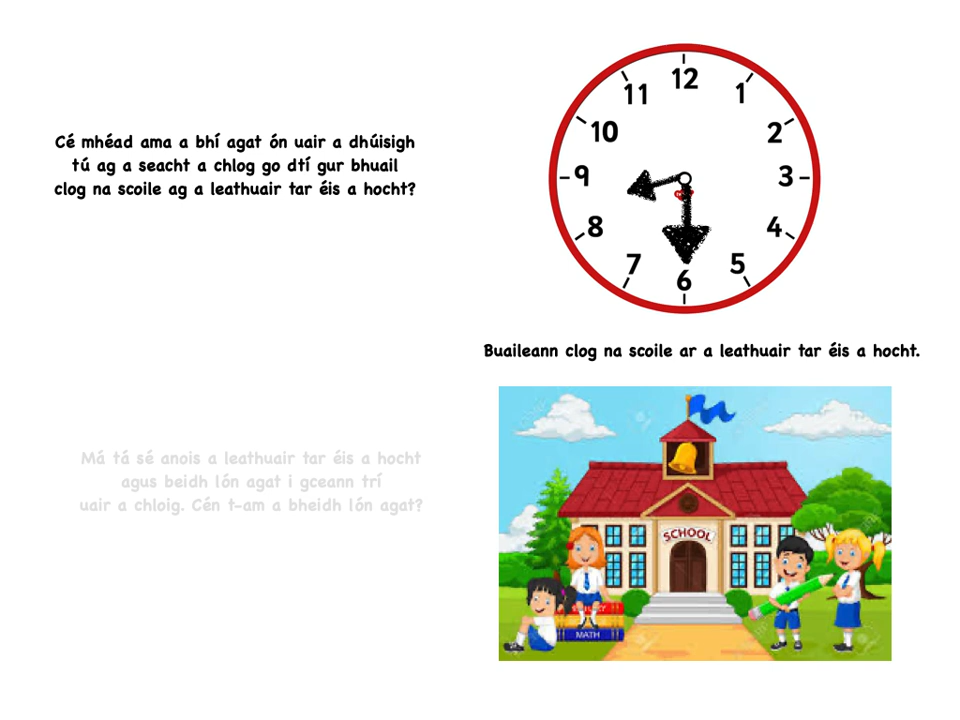 Cé mhéad ama a bhí agat ón uair a dhúisigh
tú ag a seacht a chlog go dtí gur bhuail
clog na scoile ag a leathuair tar éis a hocht?
12
11
1
10
2
9
3
8
4
7
5
6
Buaileann clog na scoile ar a leathuair tar éis a hocht.
Má tá sé anois a leathuair tar éis a hocht
agus beidh lón agat i gceann trí
uair a chloig. Cén t-am a bheidh lón agat?
SCHOOL
MATH